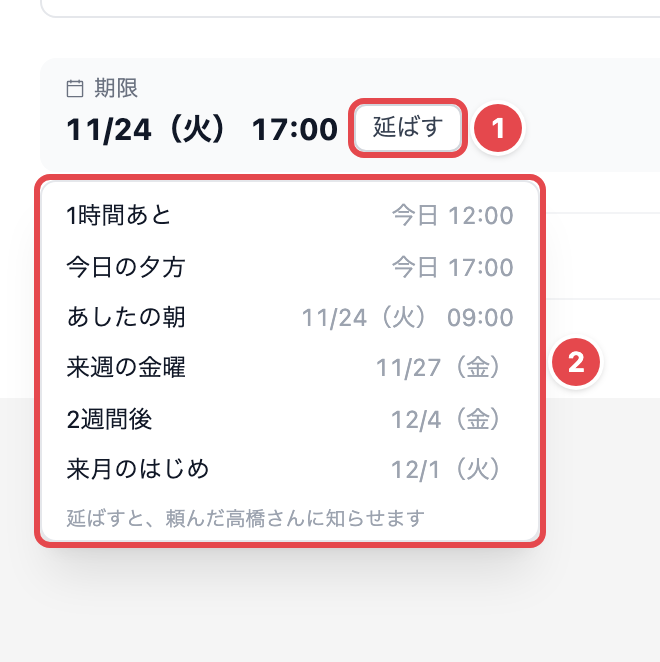 期限
11/24（火） 17:00 延ばす 1
1時間あと 今日 12:00
今日の夕方 今日 17:00
あしたの朝 11/24（火） 09:00
来週の金曜 11/27（金）
2
2週間後 12/4（金）
来月のはじめ 12/1（火）
延ばすと、頼んだ高橋さんに知らせます